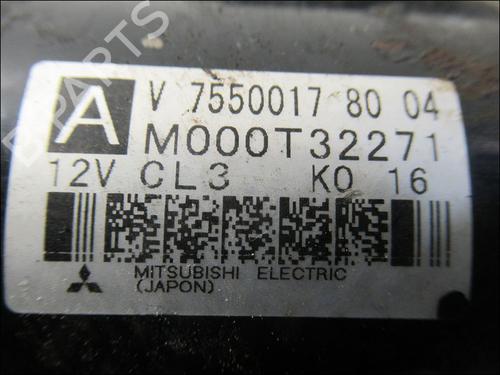 A
V 7550017 80 04
M000T32271
12V CL3 K0 16
MITSUBISHI ELECTRIC
(JAPON)